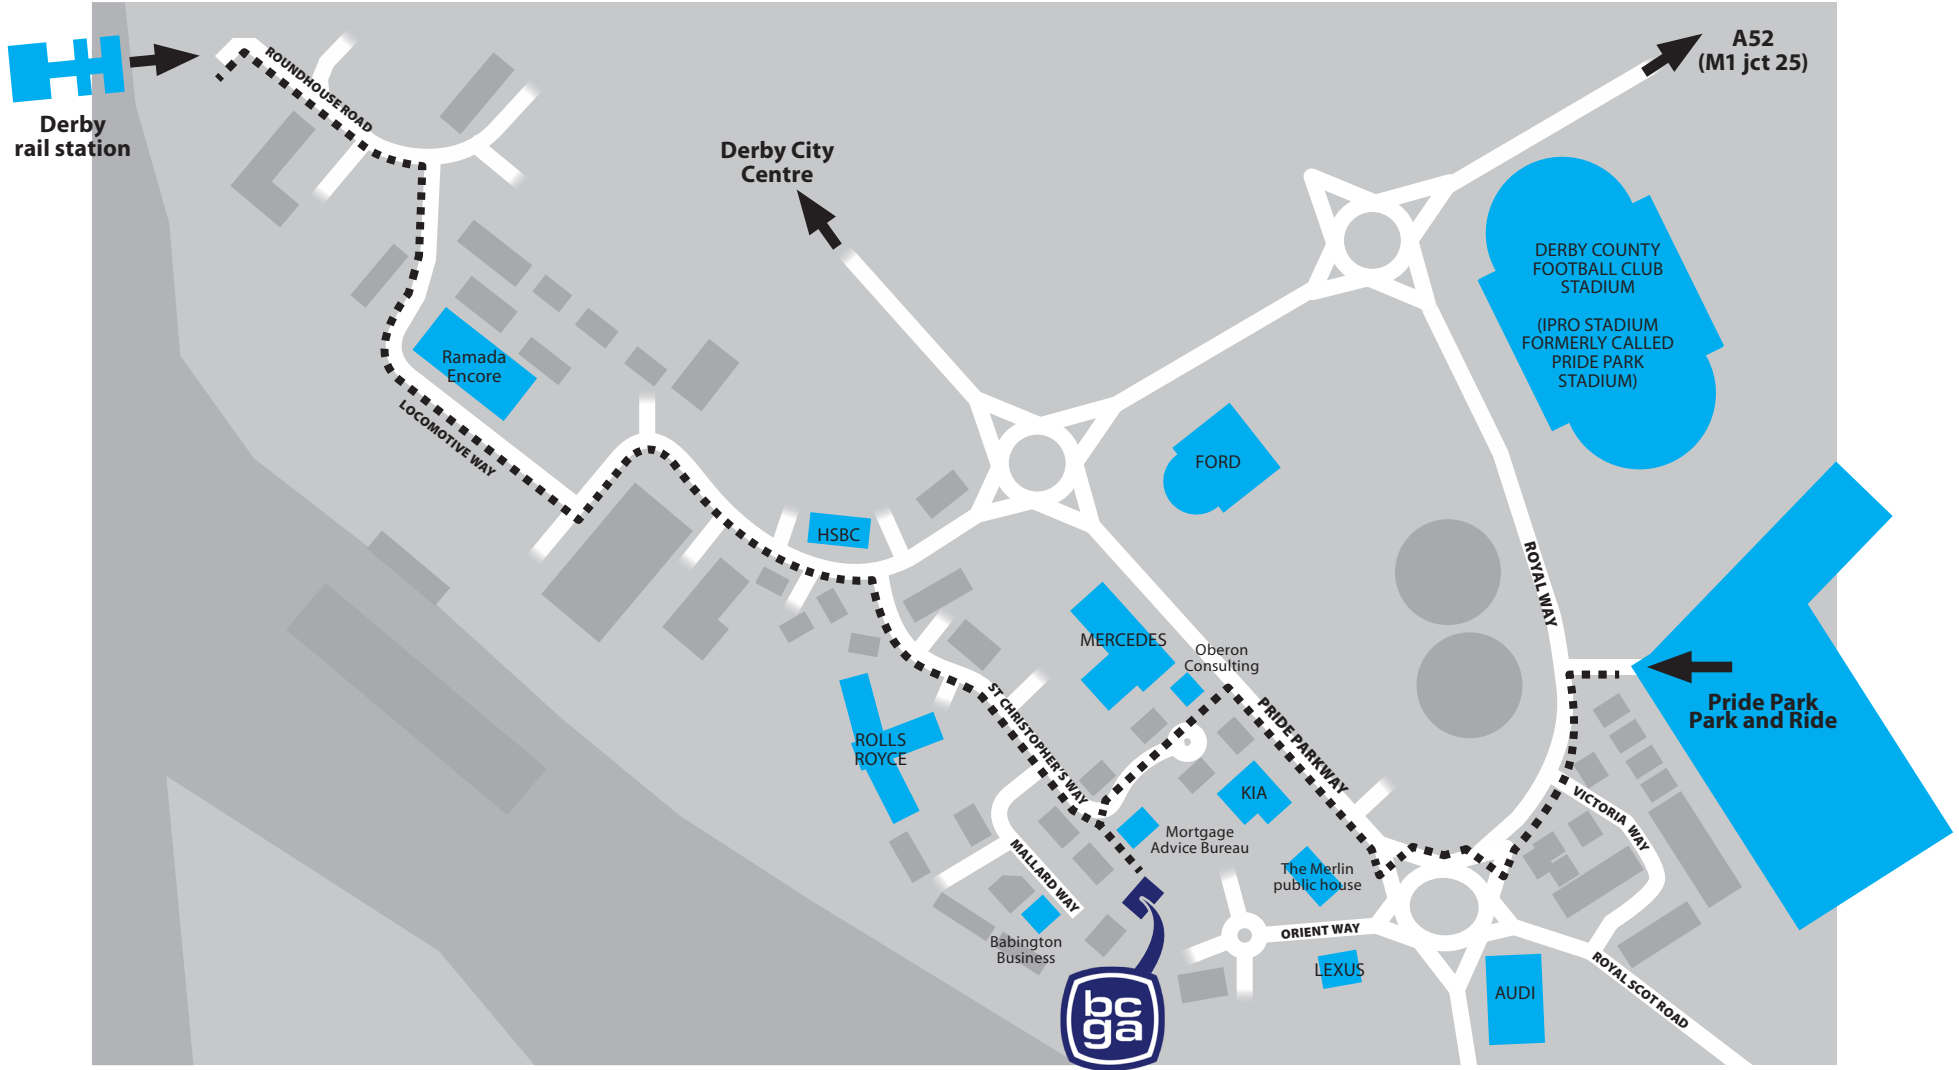 A52
(M1 jct 25)
Derby
rail station
ROUNDHOUSE ROAD
Derby City
Centre
DERBY COUNTY
FOOTBALL CLUB
STADIUM
(IPRO STADIUM
FORMERLY CALLED
PRIDE PARK
STADIUM)
Ramada
Encore
LOCOMOTIVE WAY
FORD
HSBC
ROYAL WAY
MERCEDES
Oberon
Consulting
Pride Park
Park and Ride
ST CHRISTOPHER'S WAY
PRIDE PARKWAY
ROLLS
ROYCE
KIA
VICTORIA WAY
Mortgage
Advice Bureau
MALLARD WAY
The Merlin
public house
Babington
Business
ORIENT WAY
LEXUS
AUDI
ROYAL SCOT ROAD
bc
ga